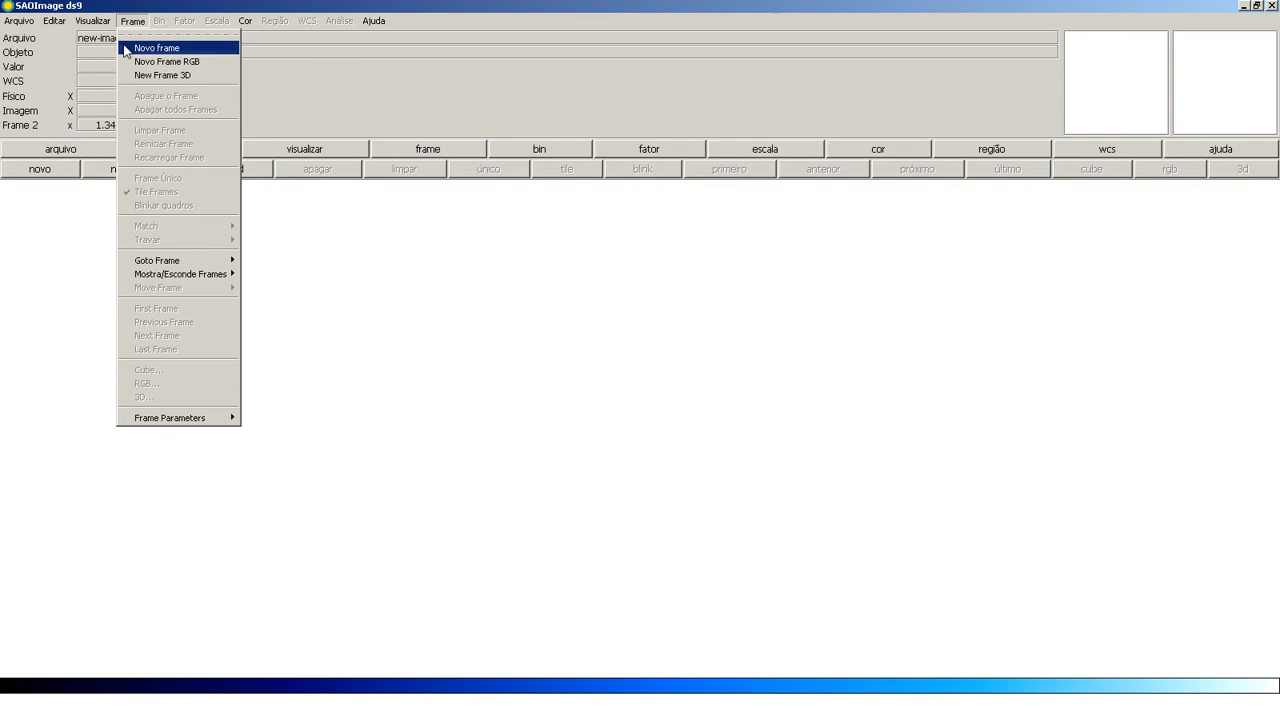 SAOImage ds9
Arquivo Editar Visualizar Frame Bin Fator Escala Cor Região WCS Análise Ajuda
Arquivo new-ima
Objeto
Valor
WCS
Físico X
Imagem X
Frame 2 x 1.34
Novo frame
Novo Frame RGB
New Frame 3D
Apague o Frame
Apagar todos Frames
Limpar Frame
Reiniciar Frame
Recarregar Frame
Frame Único
Tile Frames
Blinkar quadros
Match
Travar
Goto Frame
Mostra/Esconde Frames
Move Frame
First Frame
Previous Frame
Next Frame
Last Frame
Cube...
RGB...
3D...
Frame Parameters
arquivo visualizar frame bin fator escala cor região wcs ajuda
novo n d apagar limpar único tile blink primeiro anterior próximo último cube rgb 3d